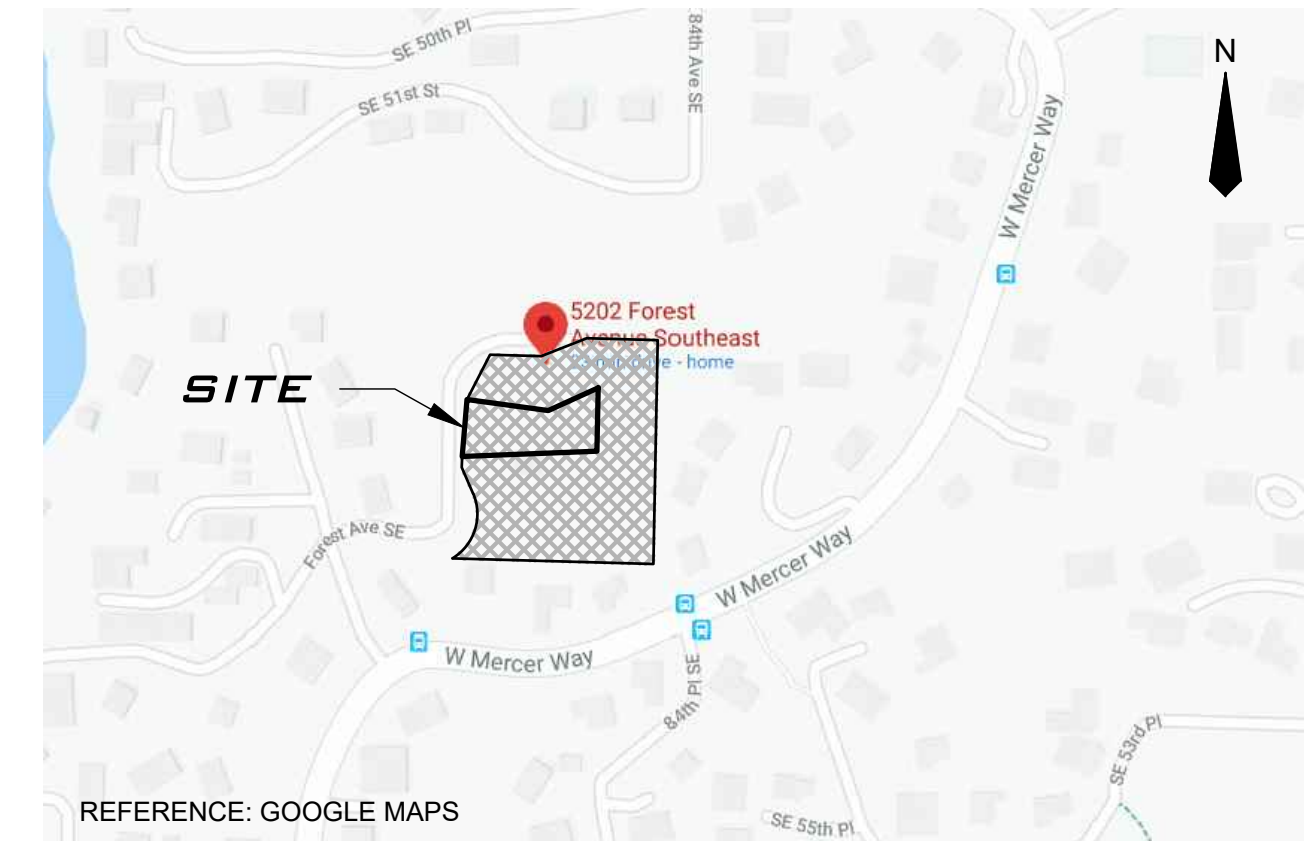 SE 50th Pl
84th Ave SE
N
SE 51st St
W Mercer Way
5202 Forest
Avenue Southeast
drive - home
SITE
Forest Ave SE
W Mercer Way
W Mercer Way
84th Pl SE
SE 53rd Pl
REFERENCE: GOOGLE MAPS
SE 55th Pl